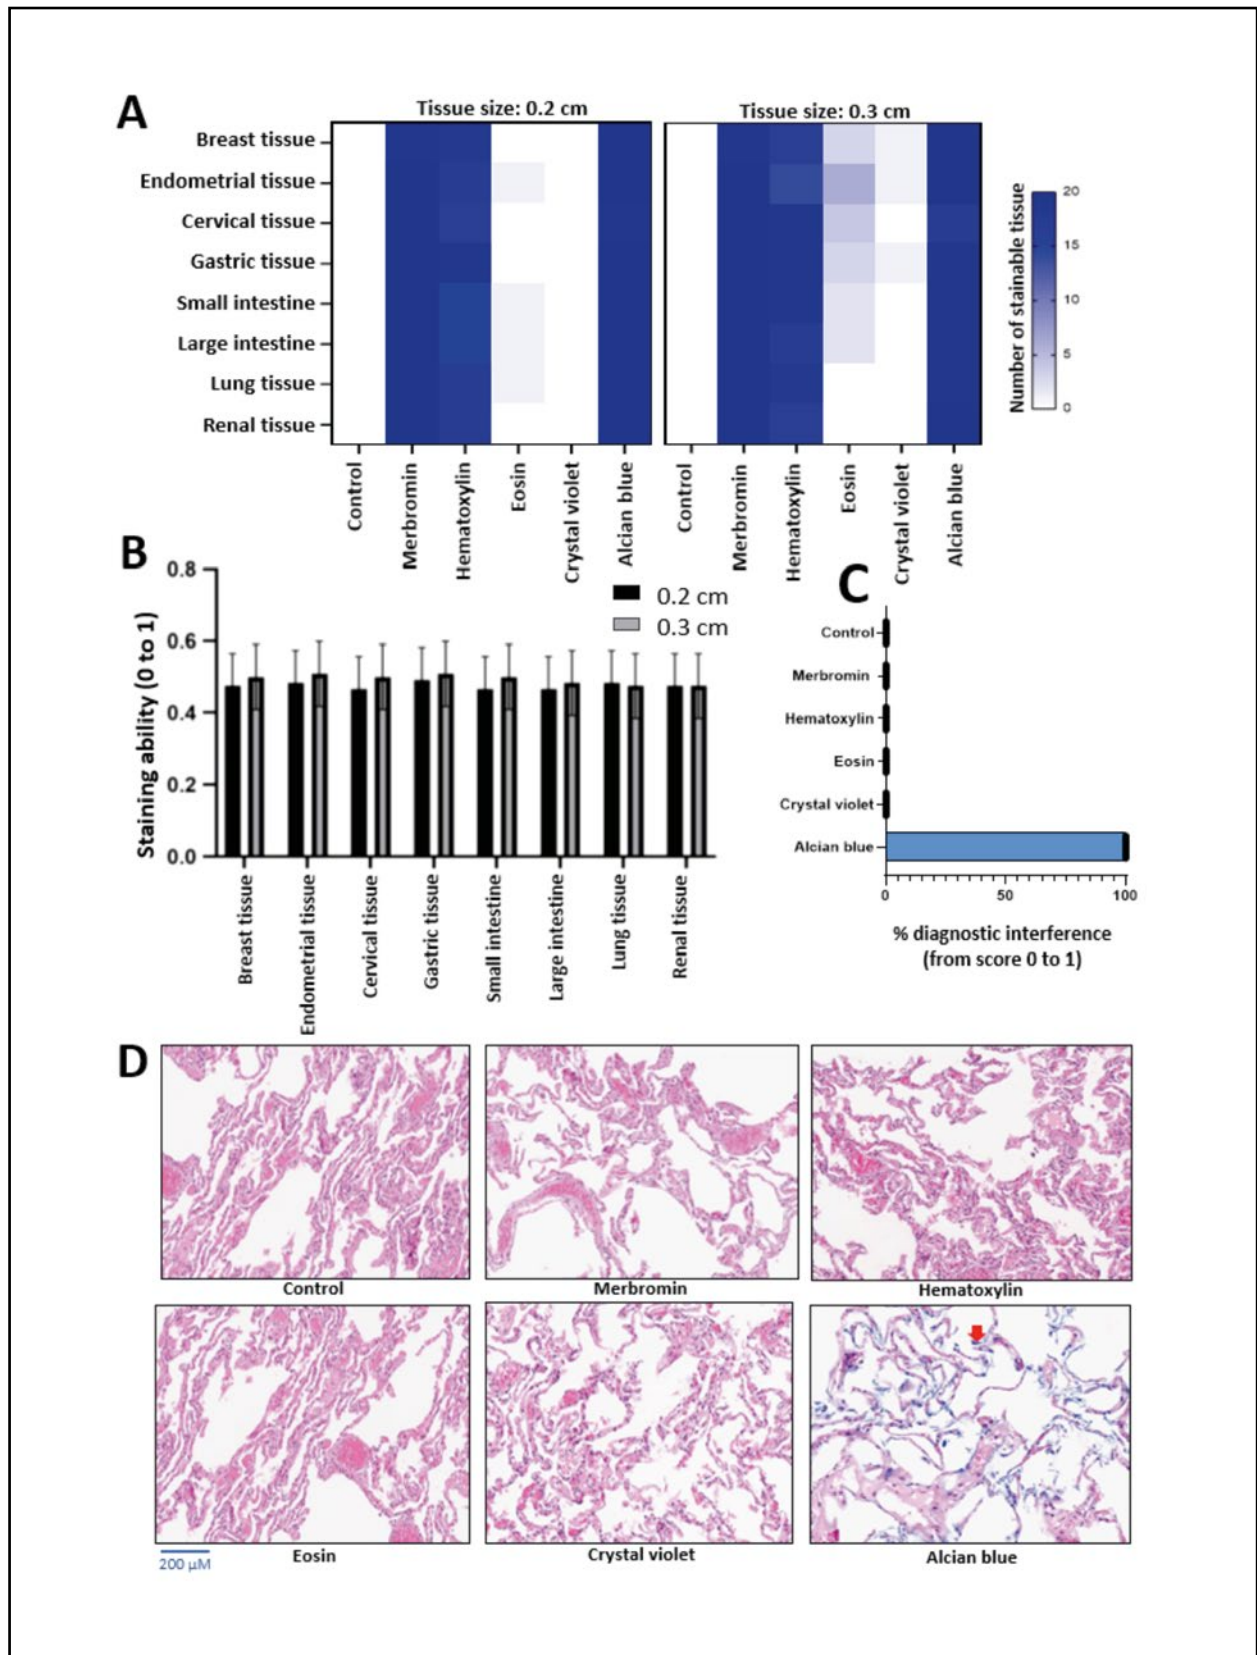 A
Tissue size: 0.2 cm
Tissue size: 0.3 cm
Breast tissue
Endometrial tissue
Cervical tissue
Gastric tissue
Small intestine
Large intestine
Lung tissue
Renal tissue
Number of stainable tissue
20
15
10
5
0
Control
Merbromin
Hematoxylin
Eosin
Crystal violet
Alcian blue
Control
Merbromin
Hematoxylin
Eosin
Crystal violet
Alcian blue
B
Staining ability (0 to 1)
0.8
0.6
0.4
0.2
0.0
0.2 cm
0.3 cm
Breast tissue
Endometrial tissue
Cervical tissue
Gastric tissue
Small intestine
Large intestine
Lung tissue
Renal tissue
C
Control
Merbromin
Hematoxylin
Eosin
Crystal violet
Alcian blue
0
50
100
% diagnostic interference
(from score 0 to 1)
D
Control
Merbromin
Hematoxylin
Eosin
Crystal violet
Alcian blue
200 µM